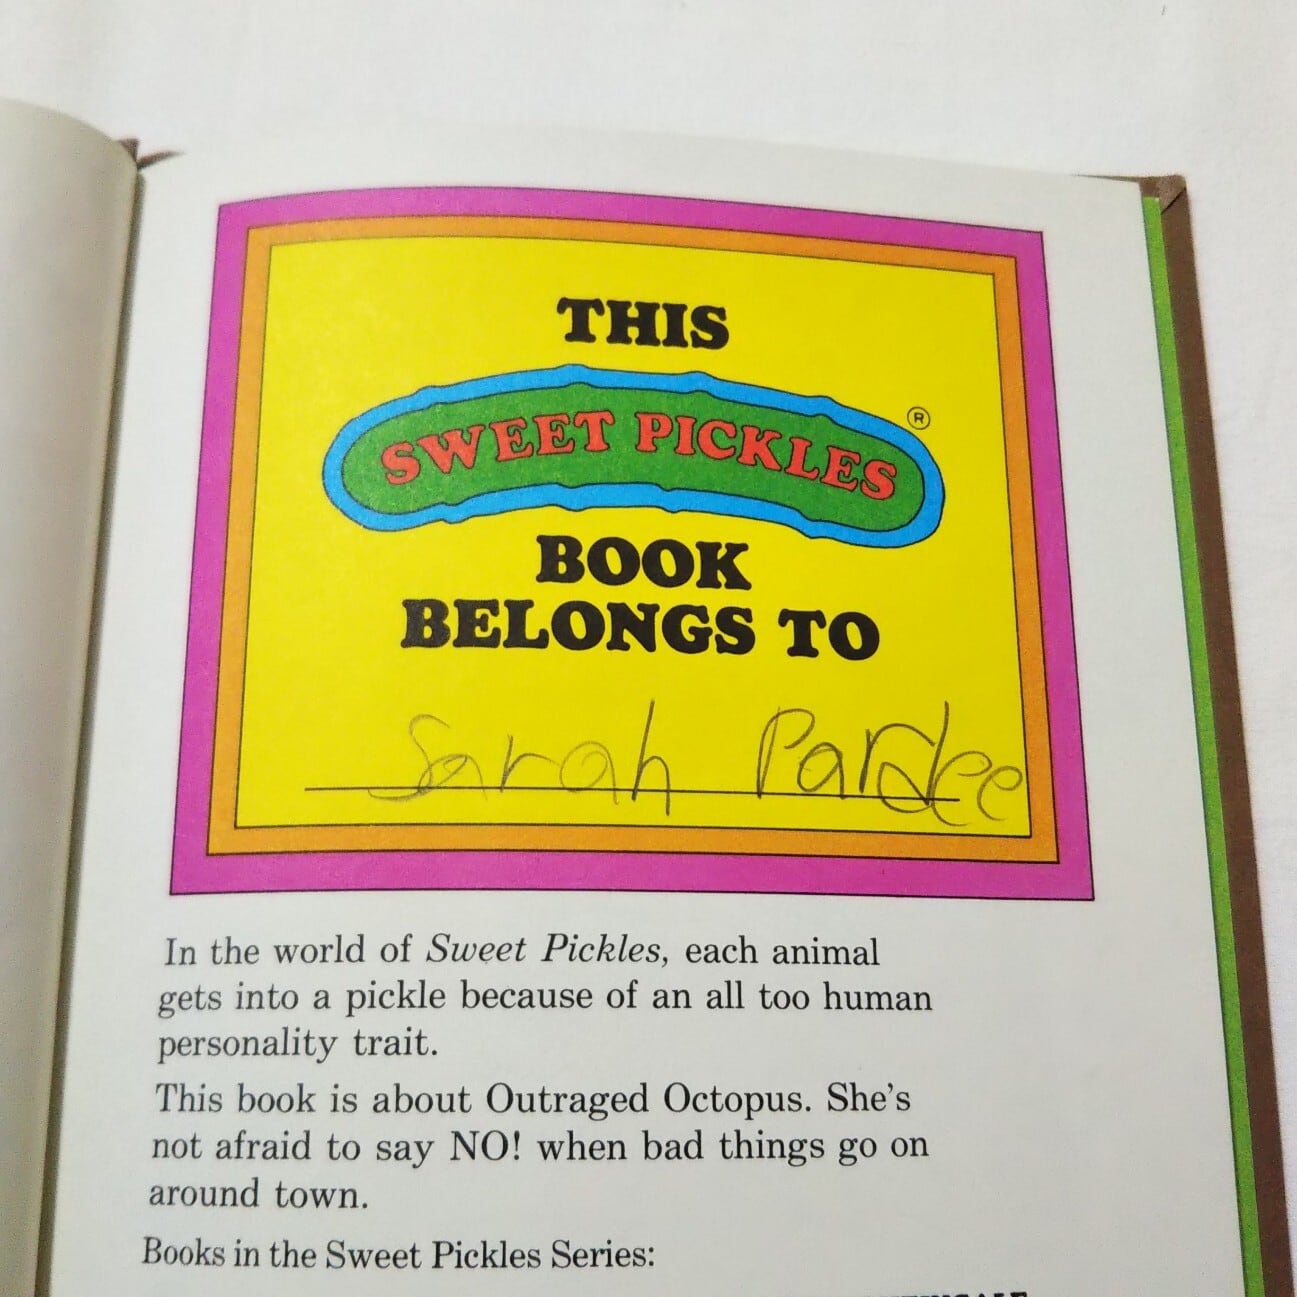 THIS
SWEET PICKLES ®
BOOK
BELONGS TO
Sarah Pardee
In the world of Sweet Pickles, each animal
gets into a pickle because of an all too human
personality trait.
This book is about Outraged Octopus. She's
not afraid to say NO! when bad things go on
around town.
Books in the Sweet Pickles Series: